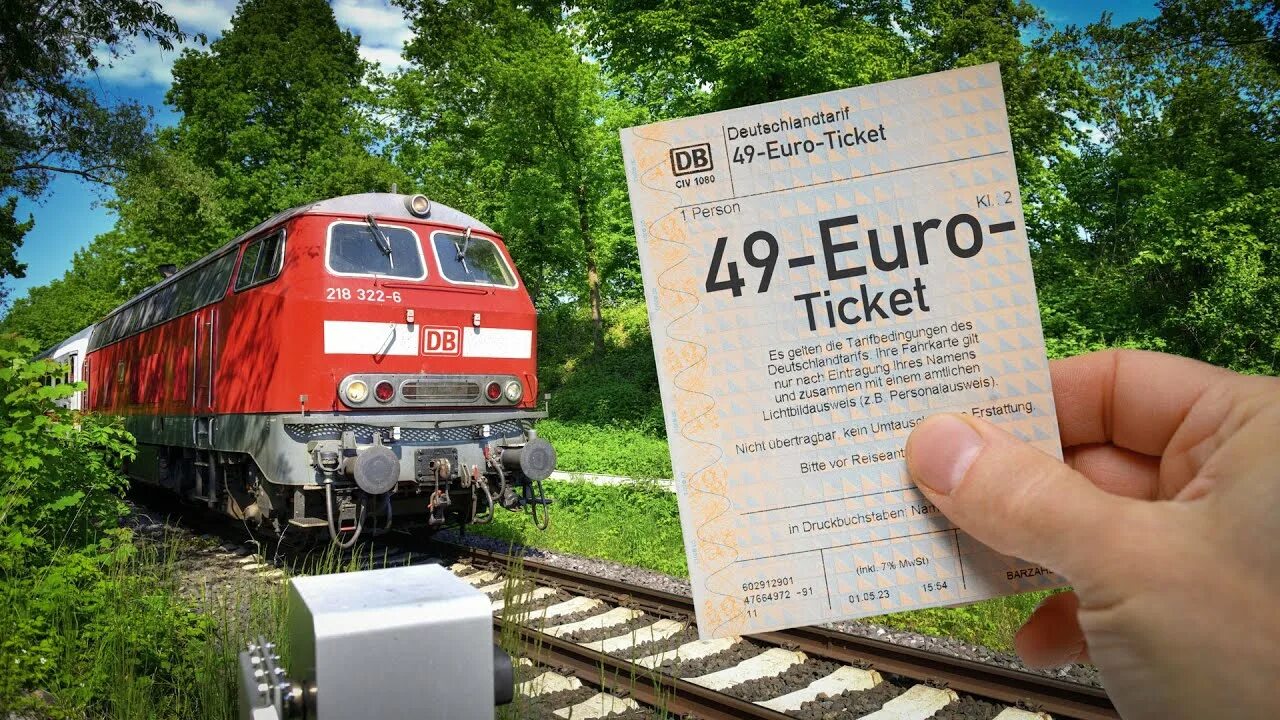 Deutschlandtarif
49-Euro-Ticket
DB
CIV 1080
1 Person
Kl.: 2
49-Euro-
Ticket
Es gelten die Tarifbedingungen des
Deutschlandtarifs. Ihre Fahrkarte gilt
nur nach Eintragung Ihres Namens
und zusammen mit einem amtlichen
Lichtbildausweis (z.B. Personalausweis).
Nicht übertragbar, kein Umtausch Erstattung.
Bitte vor
in Druckbuchstaben:
602912901
47664972 -91
11
(inkl. 7% MwSt)
01.05.23
15:54
218 322-6
DB